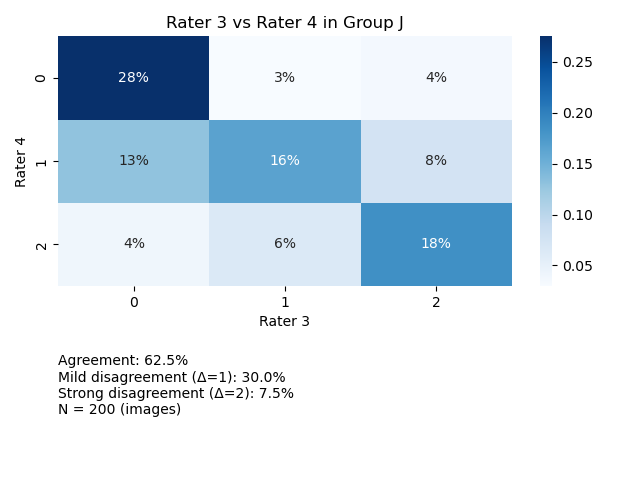 Rater 3 vs Rater 4 in Group J
0 28% 3% 4%
1 13% 16% 8%
2 4% 6% 18%
0 1 2
Rater 3
Rater 4
0.25
0.20
0.15
0.10
0.05
Agreement: 62.5%
Mild disagreement (Δ=1): 30.0%
Strong disagreement (Δ=2): 7.5%
N = 200 (images)